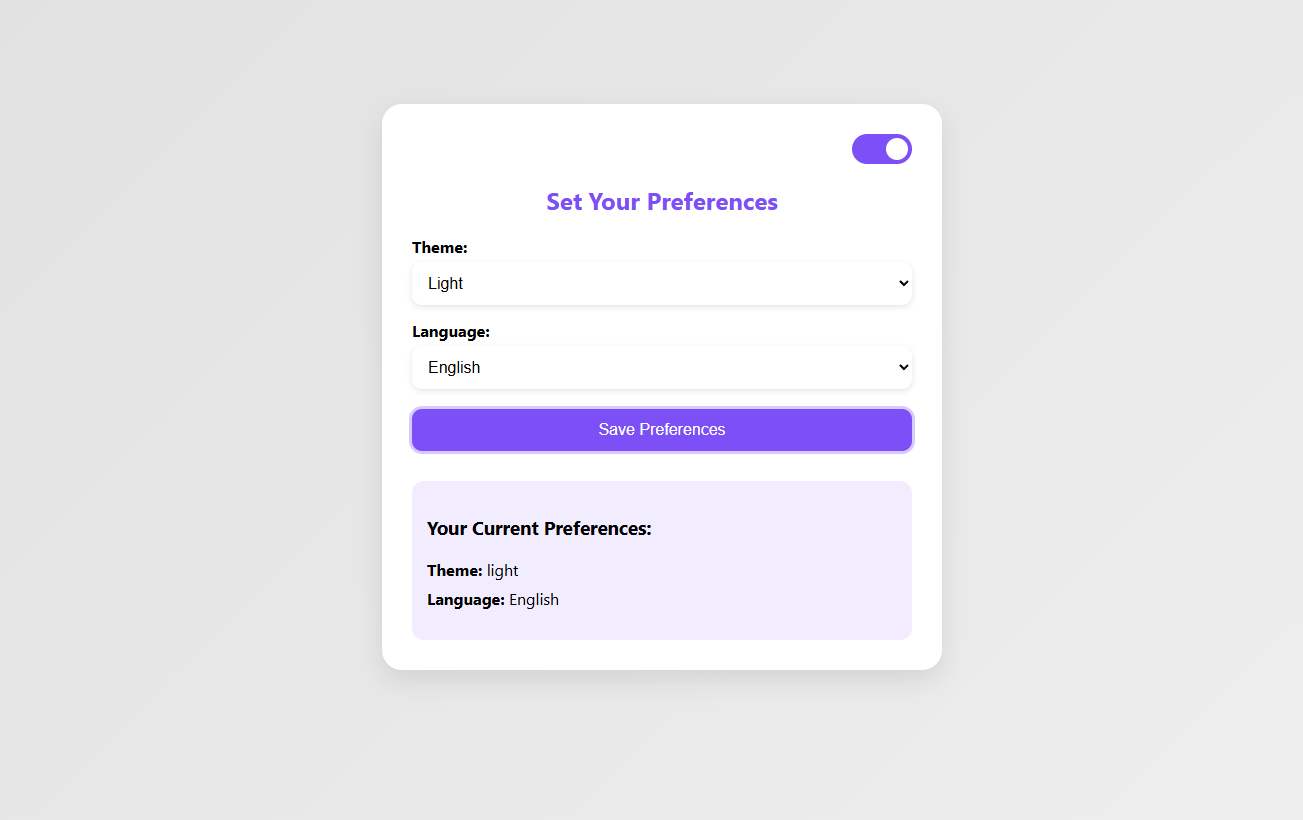 Set Your Preferences
Theme:
Light
Language:
English
Save Preferences
Your Current Preferences:
Theme: light
Language: English